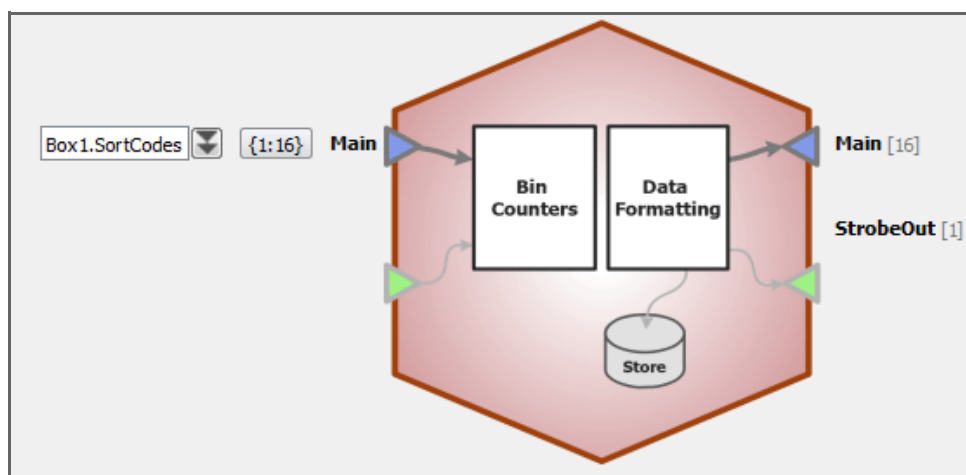 Box1.SortCodes {1:16} Main
Bin
Counters
Data
Formatting
Main [16]
StrobeOut [1]
Store